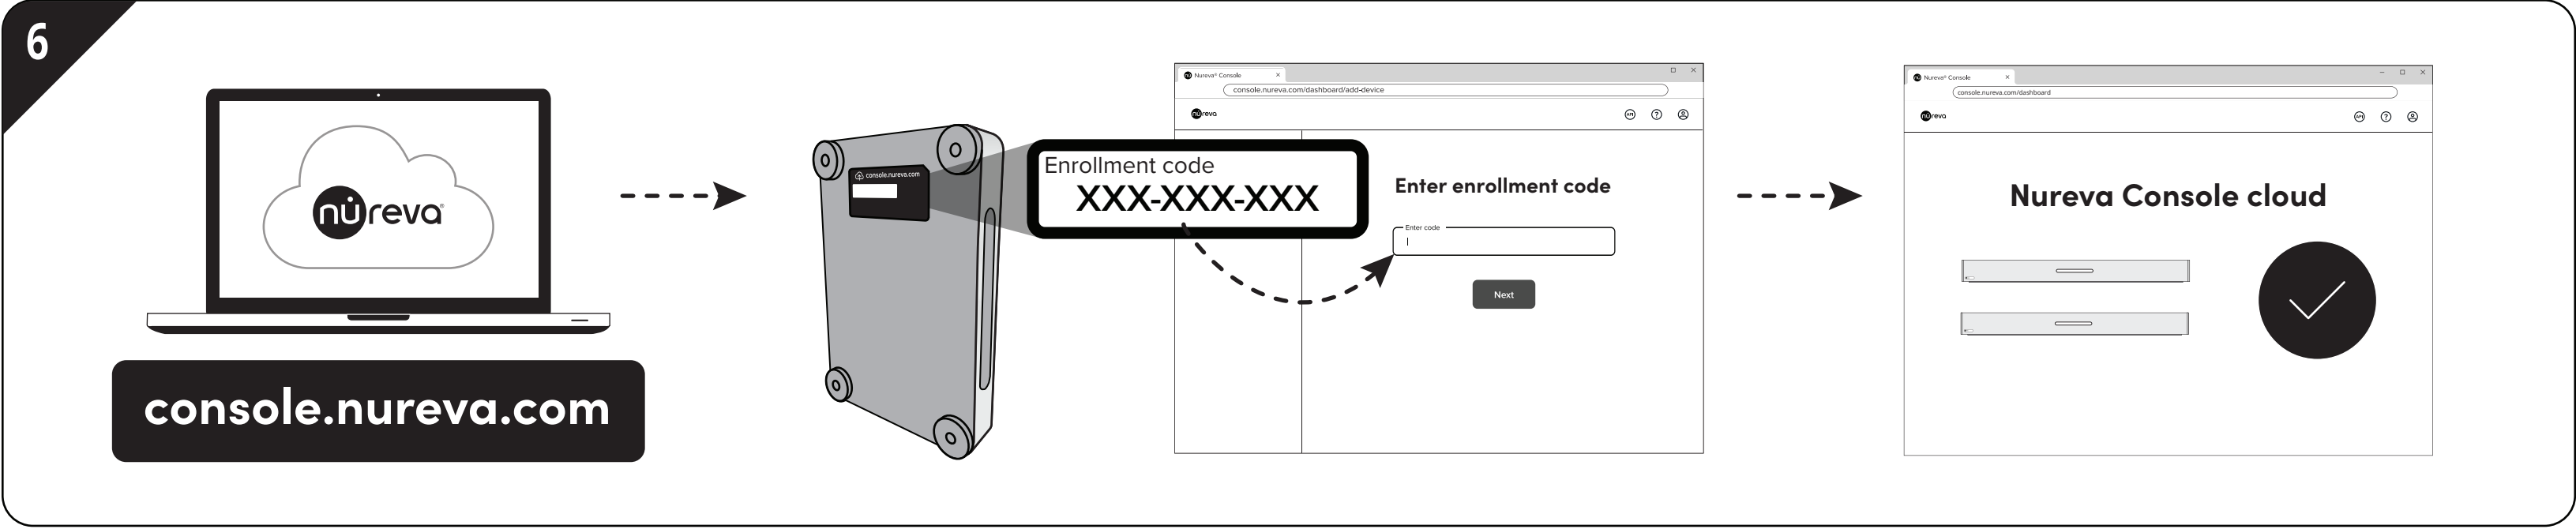 6
nureva®
console.nureva.com
console.nureva.com
Enrollment code
XXX-XXX-XXX
Nureva® Console
console.nureva.com/dashboard/add-device
nureva
API
?
Enter enrollment code
Enter code
Next
Nureva® Console
console.nureva.com/dashboard
nureva
API
?
Nureva Console cloud